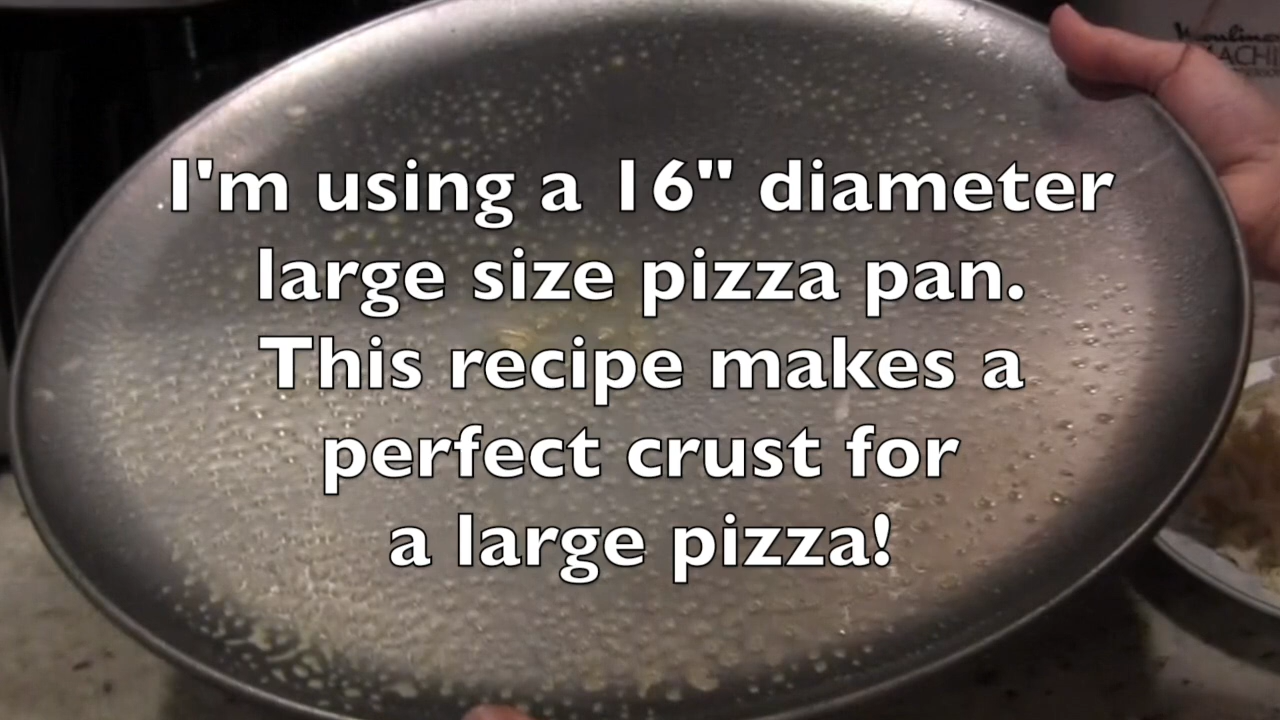 I'm using a 16" diameter
large size pizza pan.
This recipe makes a
perfect crust for
a large pizza!